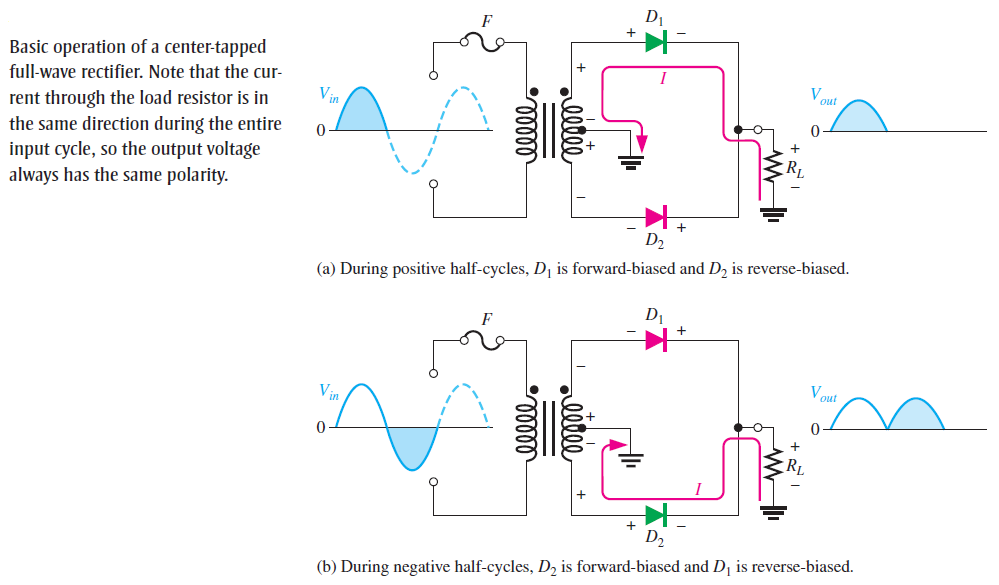 Basic operation of a center-tapped
full-wave rectifier. Note that the cur-
rent through the load resistor is in
the same direction during the entire
input cycle, so the output voltage
always has the same polarity.
F
D1
+ −
Vin
0
+
I
−
+
−
Vout
0
+
RL
−
− +
D2
(a) During positive half-cycles, D1 is forward-biased and D2 is reverse-biased.
F
D1
− +
Vin
0
−
+
−
+
I
Vout
0
+
RL
−
+ −
D2
(b) During negative half-cycles, D2 is forward-biased and D1 is reverse-biased.